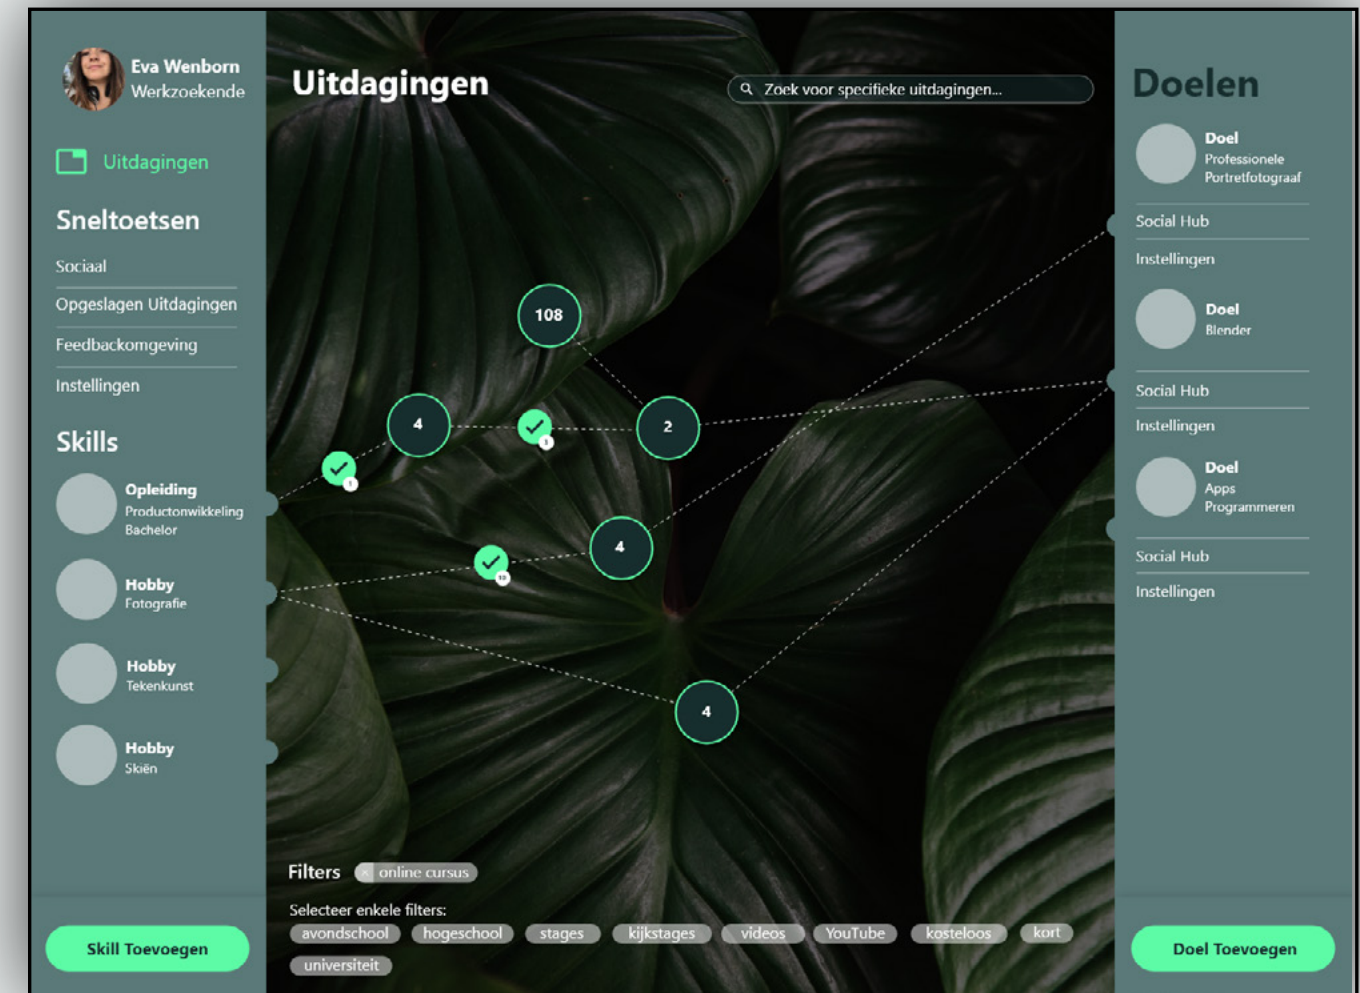 Eva Wenborn
Werkzoekende
Uitdagingen
Sneltoetsen
Sociaal
Opgeslagen Uitdagingen
Feedbackomgeving
Instellingen
Skills
Opleiding
Productonwikkeling
Bachelor
Hobby
Fotografie
Hobby
Tekenkunst
Hobby
Skiën
Skill Toevoegen
Uitdagingen
Zoek voor specifieke uitdagingen...
108
4
2
4
4
Filters
× online cursus
Selecteer enkele filters:
avondschool hogeschool stages kijkstages videos YouTube kosteloos kort
universiteit
Doelen
Doel
Professionele
Portretfotograaf
Social Hub
Instellingen
Doel
Blender
Social Hub
Instellingen
Doel
Apps
Programmeren
Social Hub
Instellingen
Doel Toevoegen